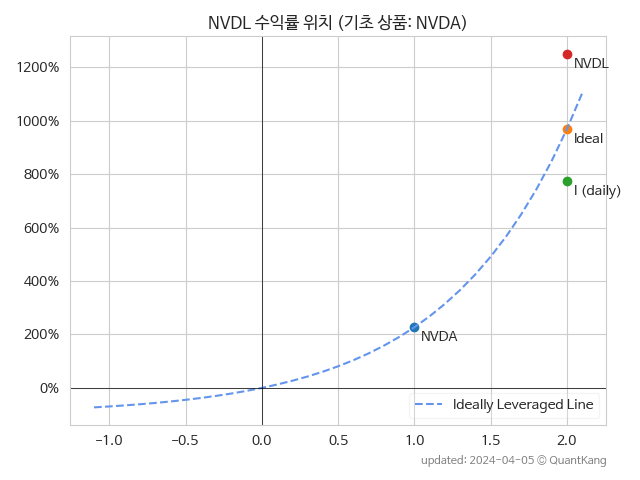 NVDL 수익률 위치 (기초 상품: NVDA)
1200%
1000%
800%
600%
400%
200%
0%
NVDL
Ideal
I (daily)
NVDA
Ideally Leveraged Line
−1.0 −0.5 0.0 0.5 1.0 1.5 2.0
updated: 2024-04-05 © QuantKang